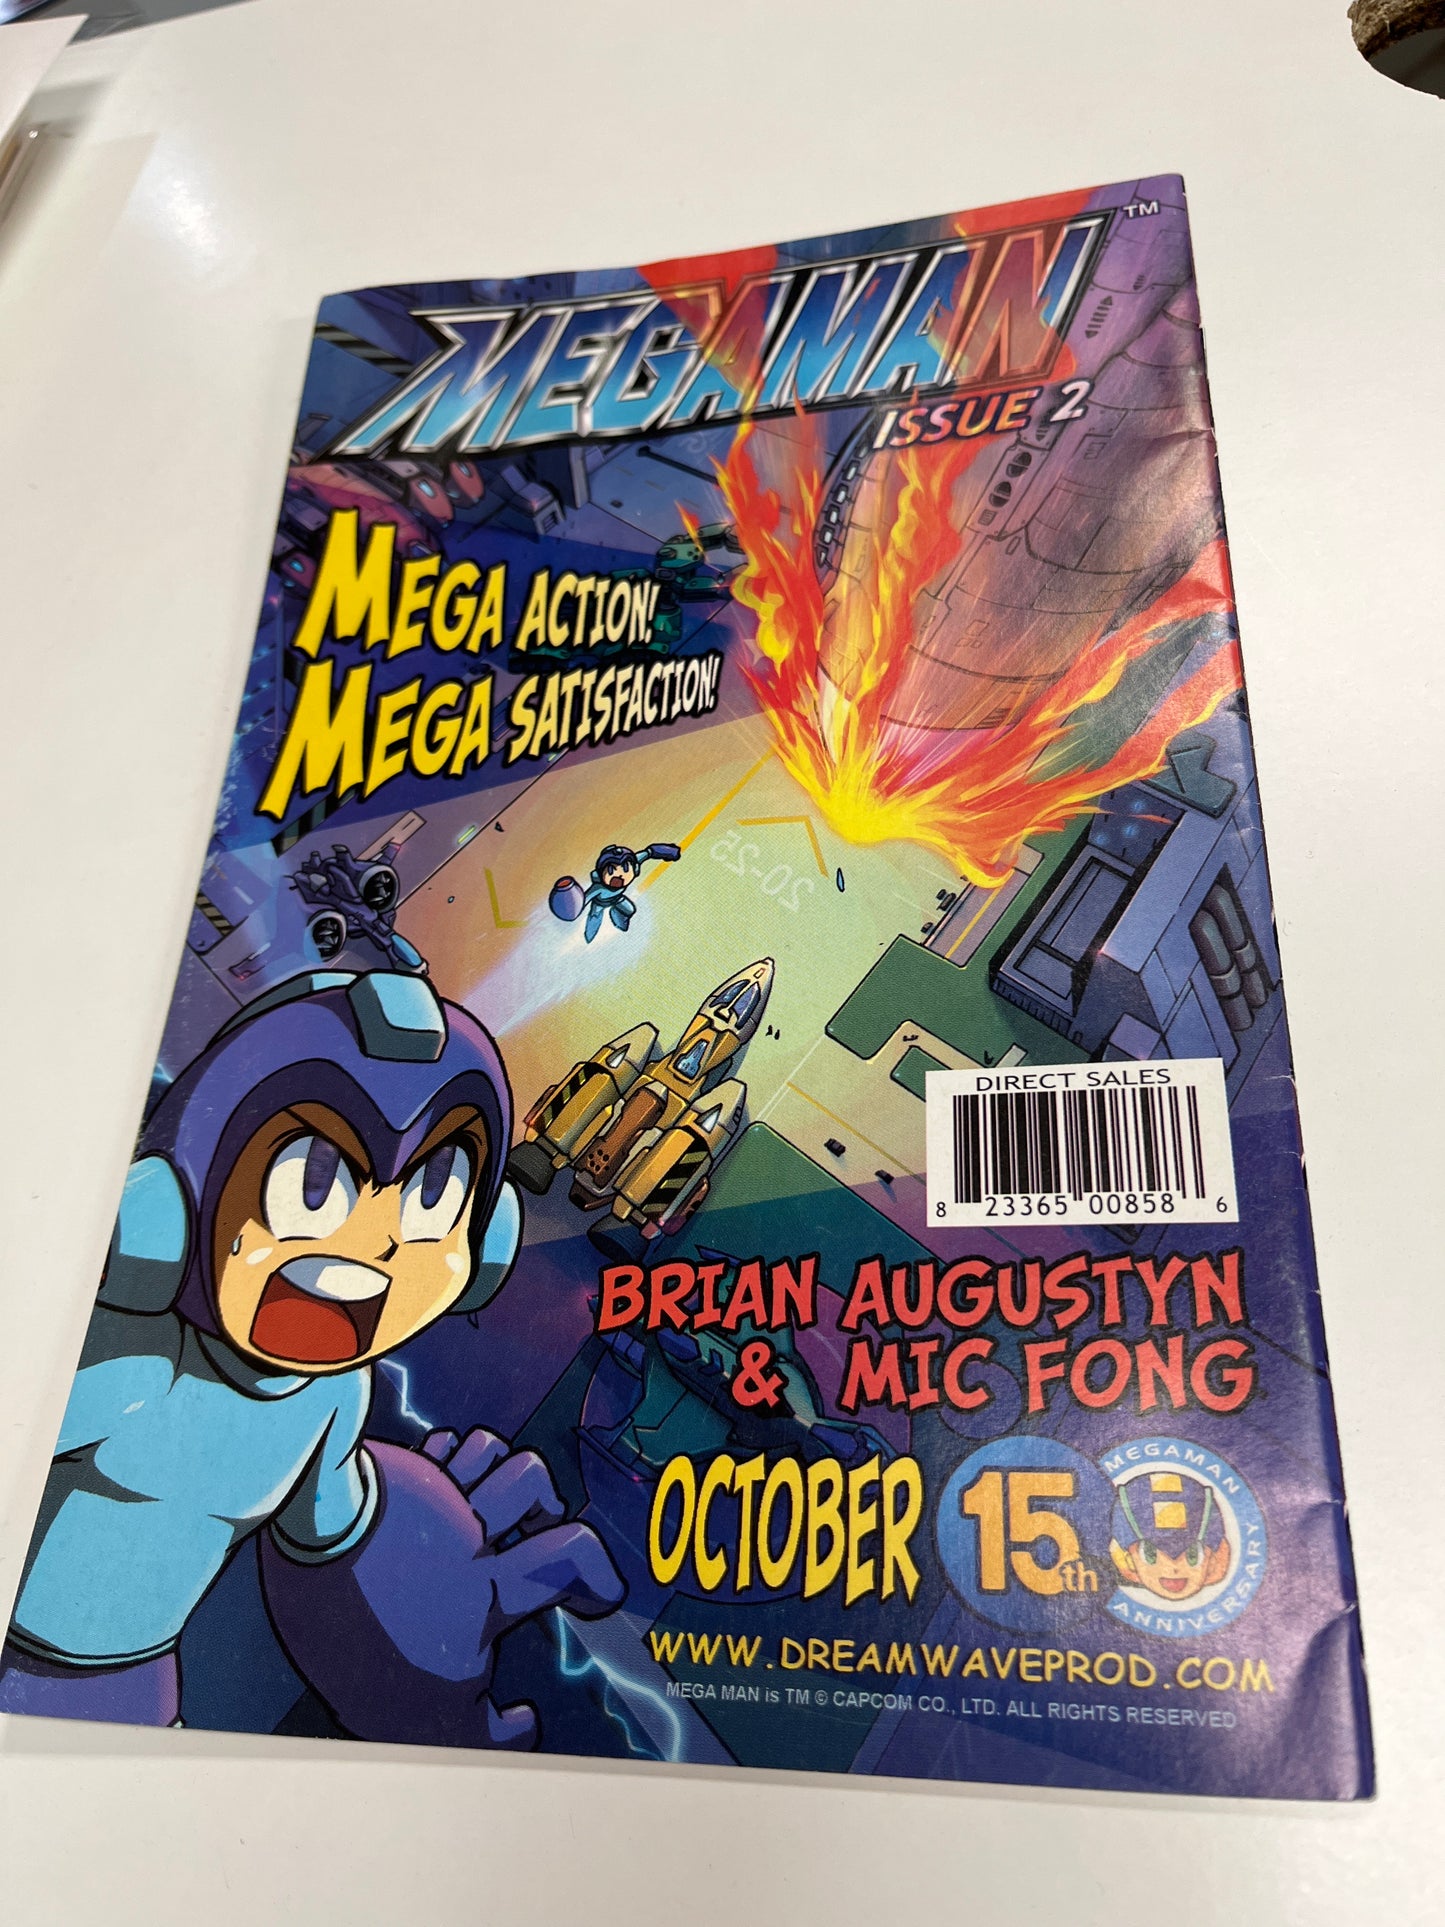 MEGAMAN™
ISSUE 2
MEGA ACTION!
MEGA SATISFACTION!
20-25
DIRECT SALES
8 23365 00858 6
BRIAN AUGUSTYN
& MIC FONG
OCTOBER
15th
MEGAMAN
ANNIVERSARY
WWW.DREAMWAVEPROD.COM
MEGA MAN is TM © CAPCOM CO., LTD. ALL RIGHTS RESERVED